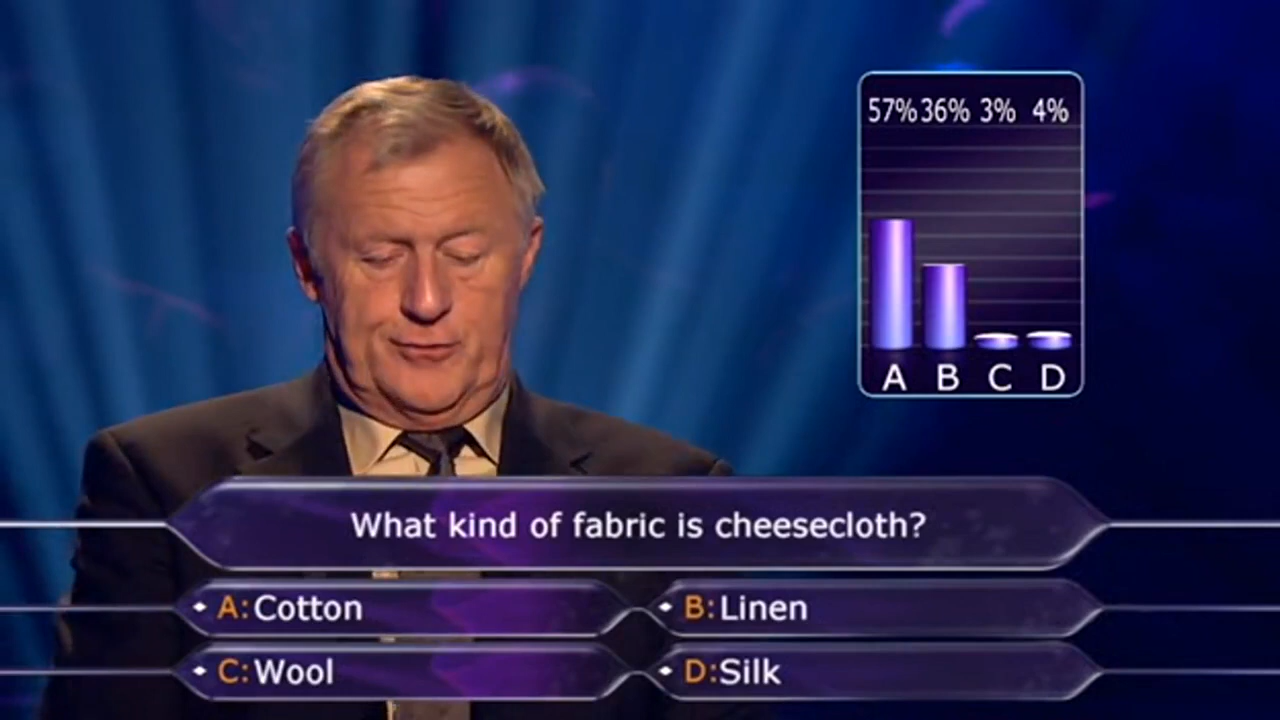 57% 36% 3% 4%
A B C D
What kind of fabric is cheesecloth?
A: Cotton
B: Linen
C: Wool
D: Silk